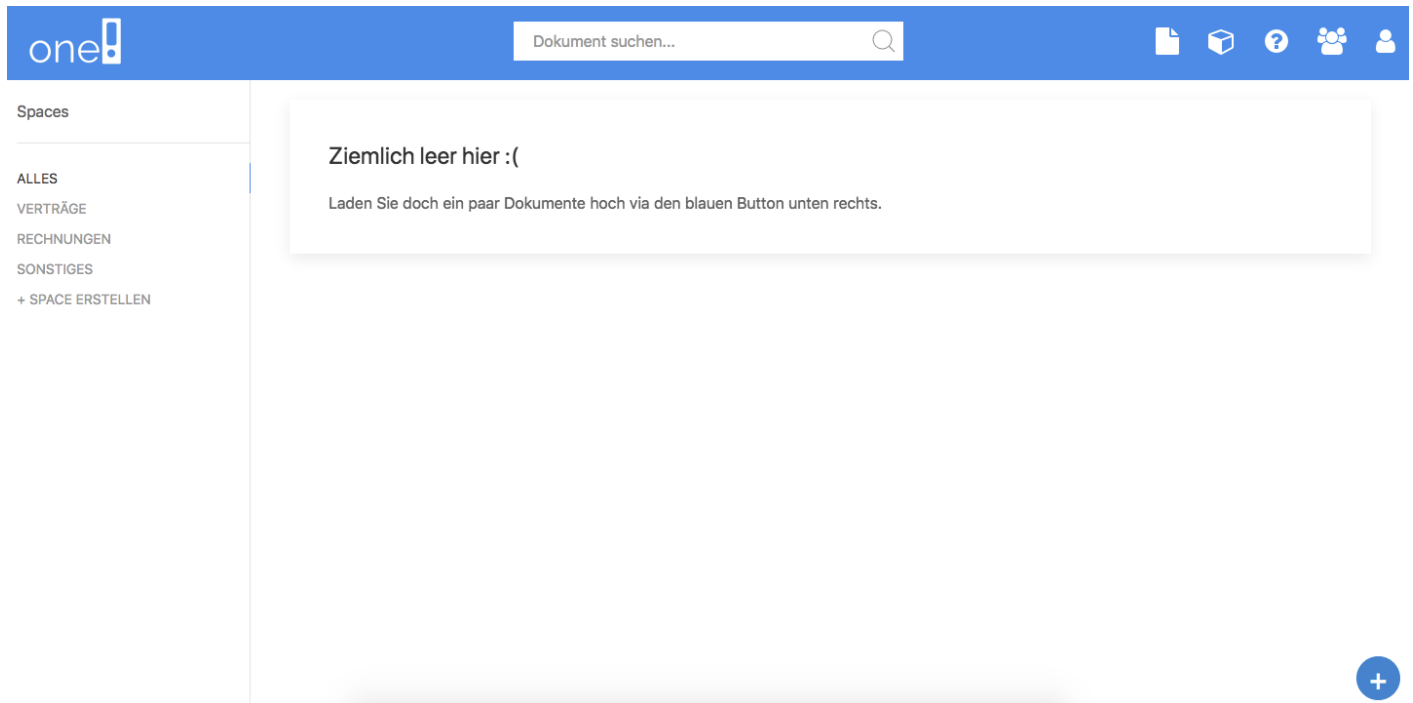 one
Dokument suchen...
Spaces
ALLES
VERTRÄGE
RECHNUNGEN
SONSTIGES
+ SPACE ERSTELLEN
Ziemlich leer hier :(
Laden Sie doch ein paar Dokumente hoch via den blauen Button unten rechts.